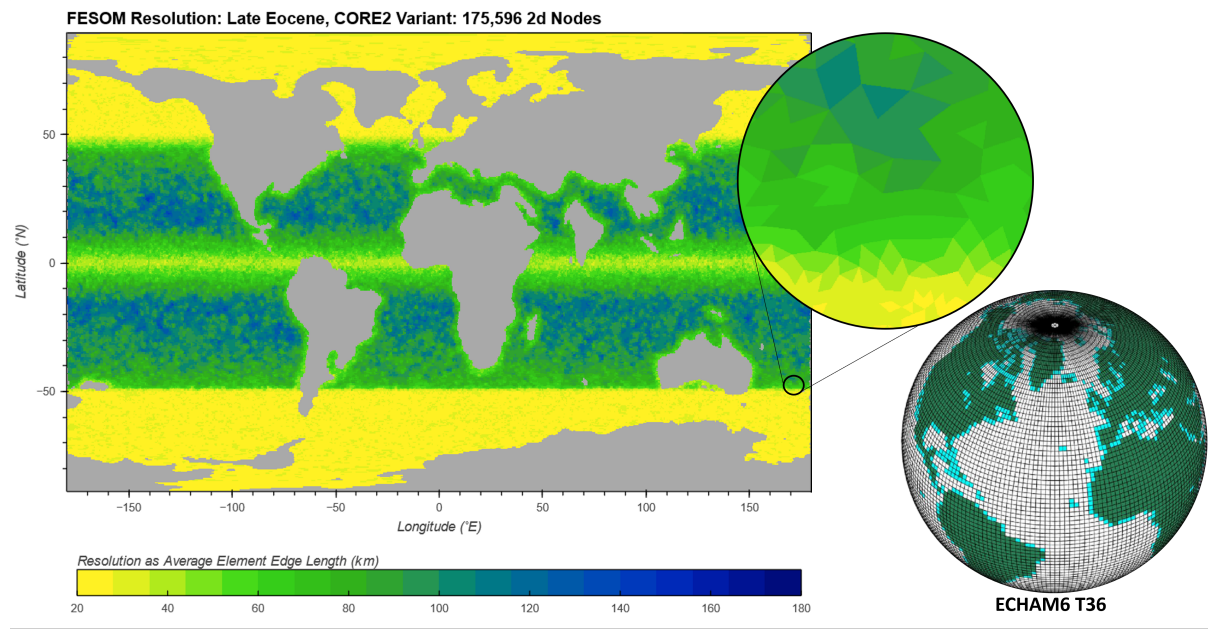 FESOM Resolution: Late Eocene, CORE2 Variant: 175,596 2d Nodes
50
0
−50
Latitude (°N)
−150 −100 −50 0 50 100 150
Longitude (°E)
Resolution as Average Element Edge Length (km)
20 40 60 80 100 120 140 160 180
ECHAM6 T36